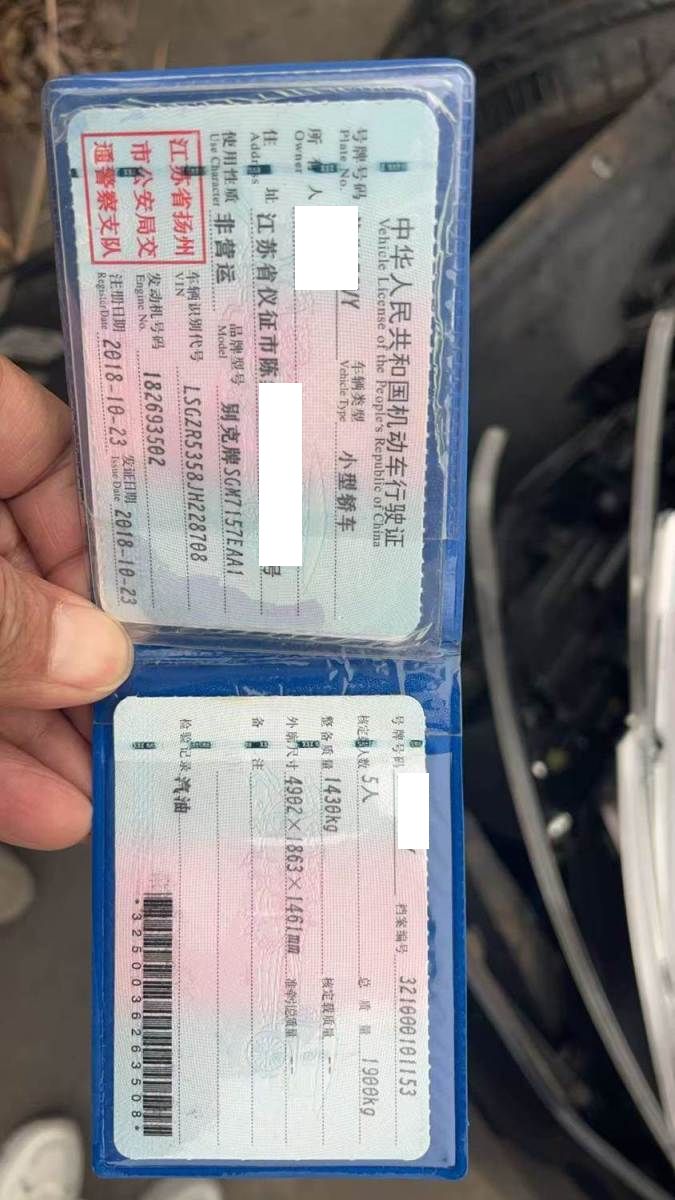 中华人民共和国机动车行驶证
Vehicle License of the People's Republic of China
号牌号码 VY 车辆类型 小型轿车
Plate No. Vehicle Type
所有人
Owner
住址 江苏省仪征市陈 号
Address
使用性质 非营运 品牌型号 别克牌SGM7157EAA1
Use Character Model
江苏省扬州
市公安局交
通警察支队
车辆识别代号 LSGZR5358JH228708
VIN
发动机号码 182693502
Engine No.
注册日期 2018-10-23 发证日期 2018-10-23
Register Date Issue Date
号牌号码 档案编号 321000101153
核定载人数 5人 总质量 1900kg
整备质量 1430kg 核定载质量 --
外廓尺寸 4902×1863×1461mm 准牵引总质量 --
备注
检验记录 汽油
*3250036263508*